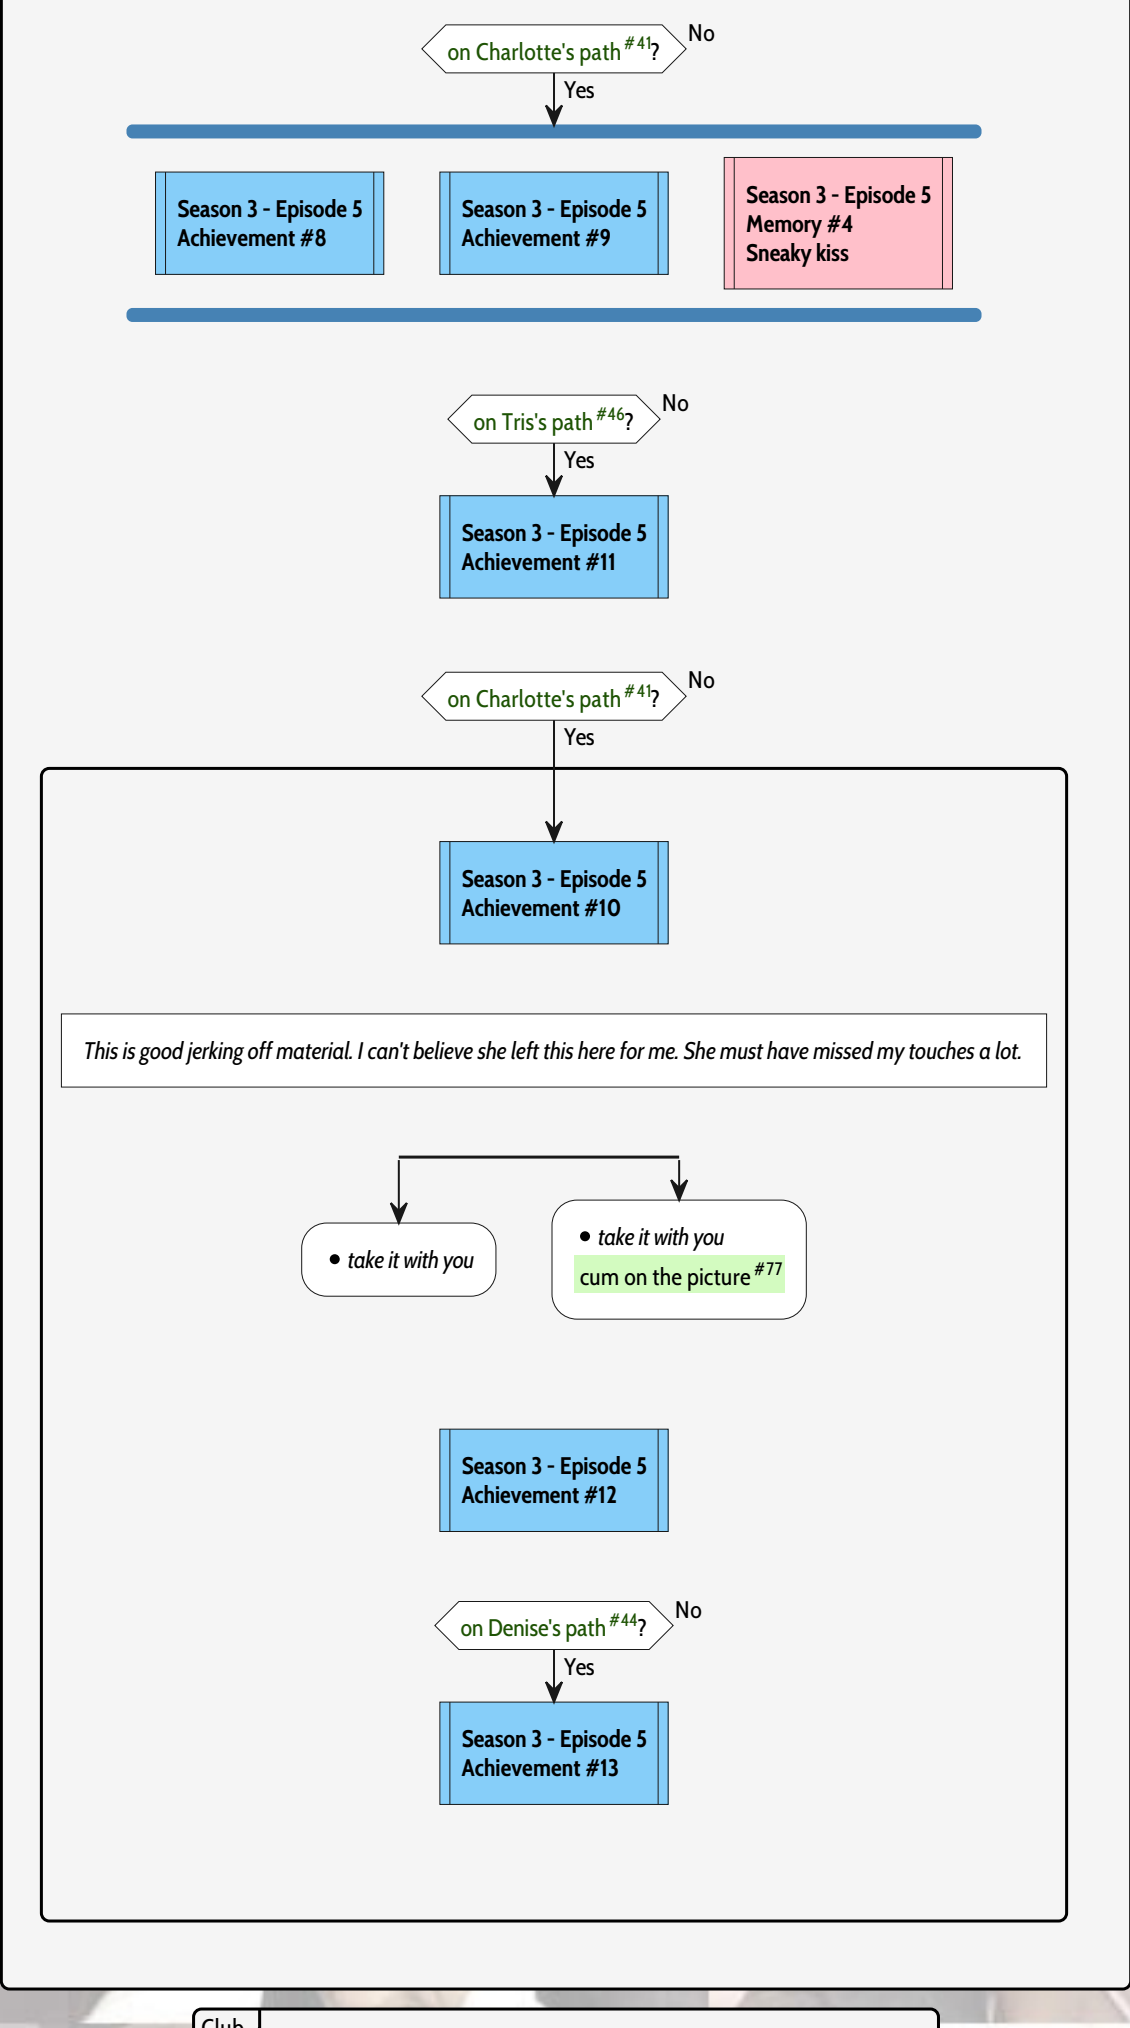 on Charlotte's path #41?
No
Yes
Season 3 - Episode 5
Achievement #8
Season 3 - Episode 5
Achievement #9
Season 3 - Episode 5
Memory #4
Sneaky kiss
on Tris's path #46?
No
Yes
Season 3 - Episode 5
Achievement #11
on Charlotte's path #41?
No
Yes
Season 3 - Episode 5
Achievement #10
This is good jerking off material. I can't believe she left this here for me. She must have missed my touches a lot.
• take it with you
• take it with you
cum on the picture #77
Season 3 - Episode 5
Achievement #12
on Denise's path #44?
No
Yes
Season 3 - Episode 5
Achievement #13
Club